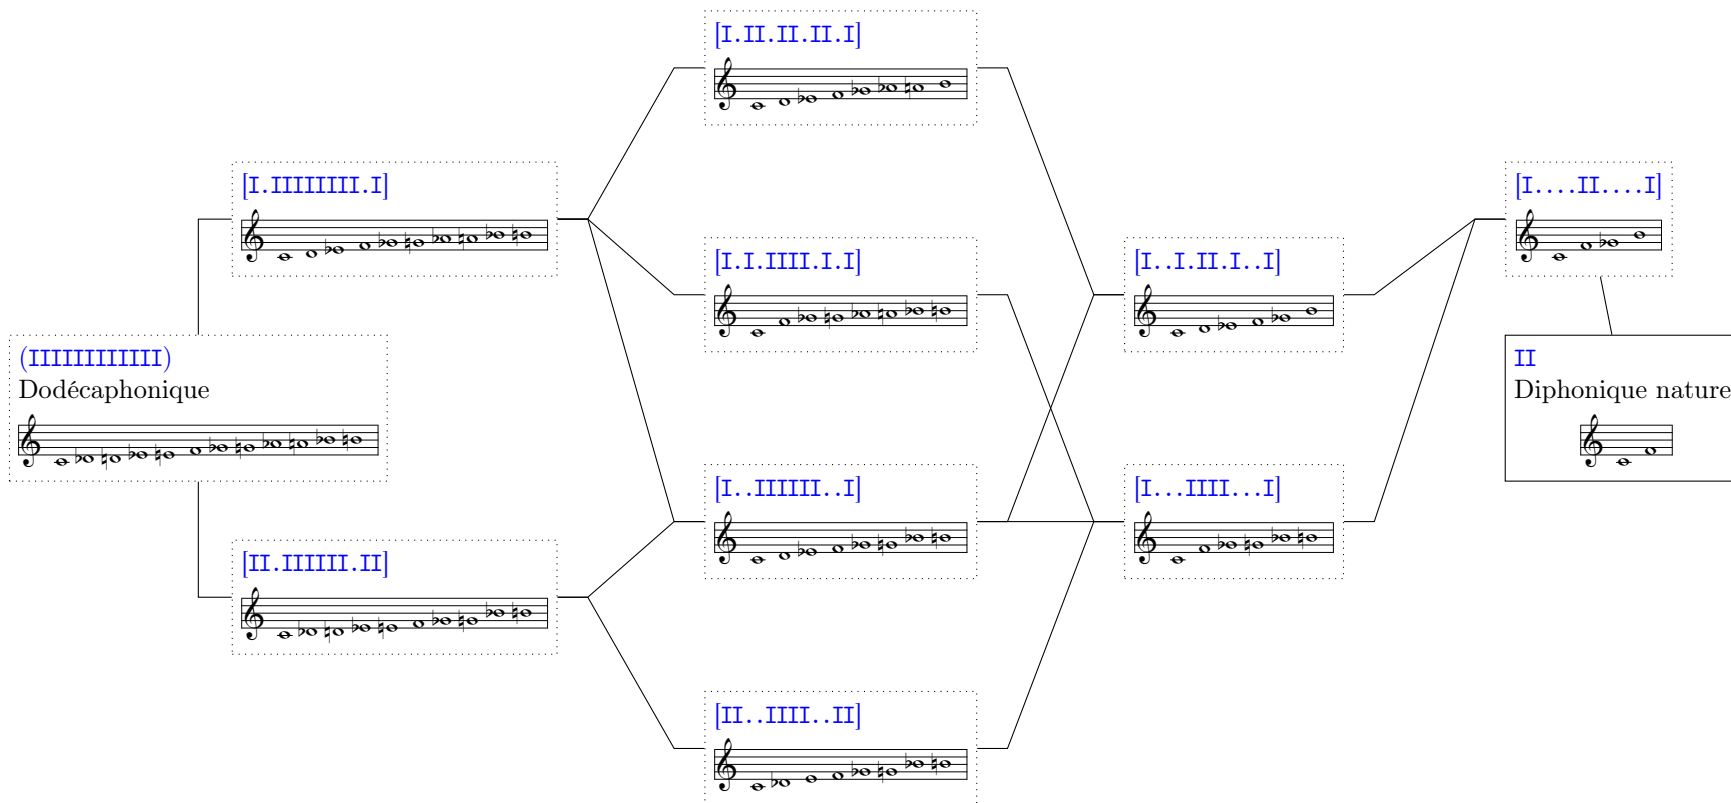 [I.II.II.II.I]
[I.IIIIIIII.I]
[I....II....I]
[I.I.IIII.I.I]
[I..I.II.I..I]
(IIIIIIIIIIII)
Dodécaphonique
II
Diphonique nature
[I..IIIIII..I]
[I...IIII...I]
[II.IIIIII.II]
[II..IIII..II]